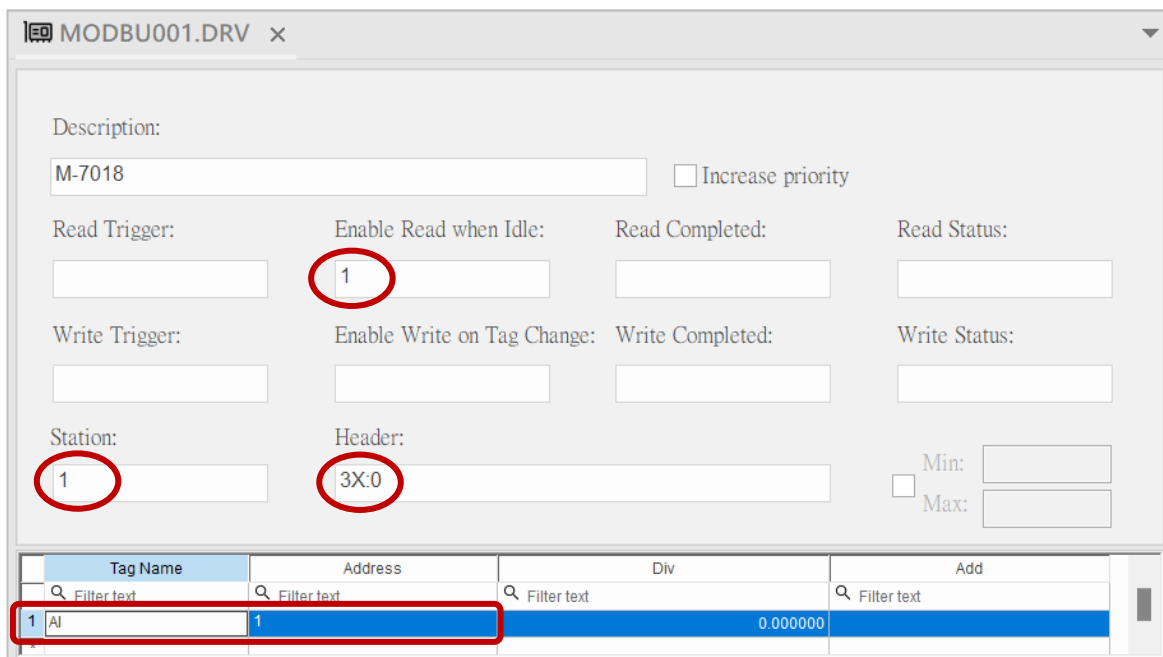 MODBU001.DRV ×
Description:
M-7018
Increase priority
Read Trigger: Enable Read when Idle: Read Completed: Read Status:
1
Write Trigger: Enable Write on Tag Change: Write Completed: Write Status:
Station: Header:
1 3X:0
Min:
Max:
Tag Name Address Div Add
Filter text Filter text Filter text Filter text
1 AI 1 0.000000
*